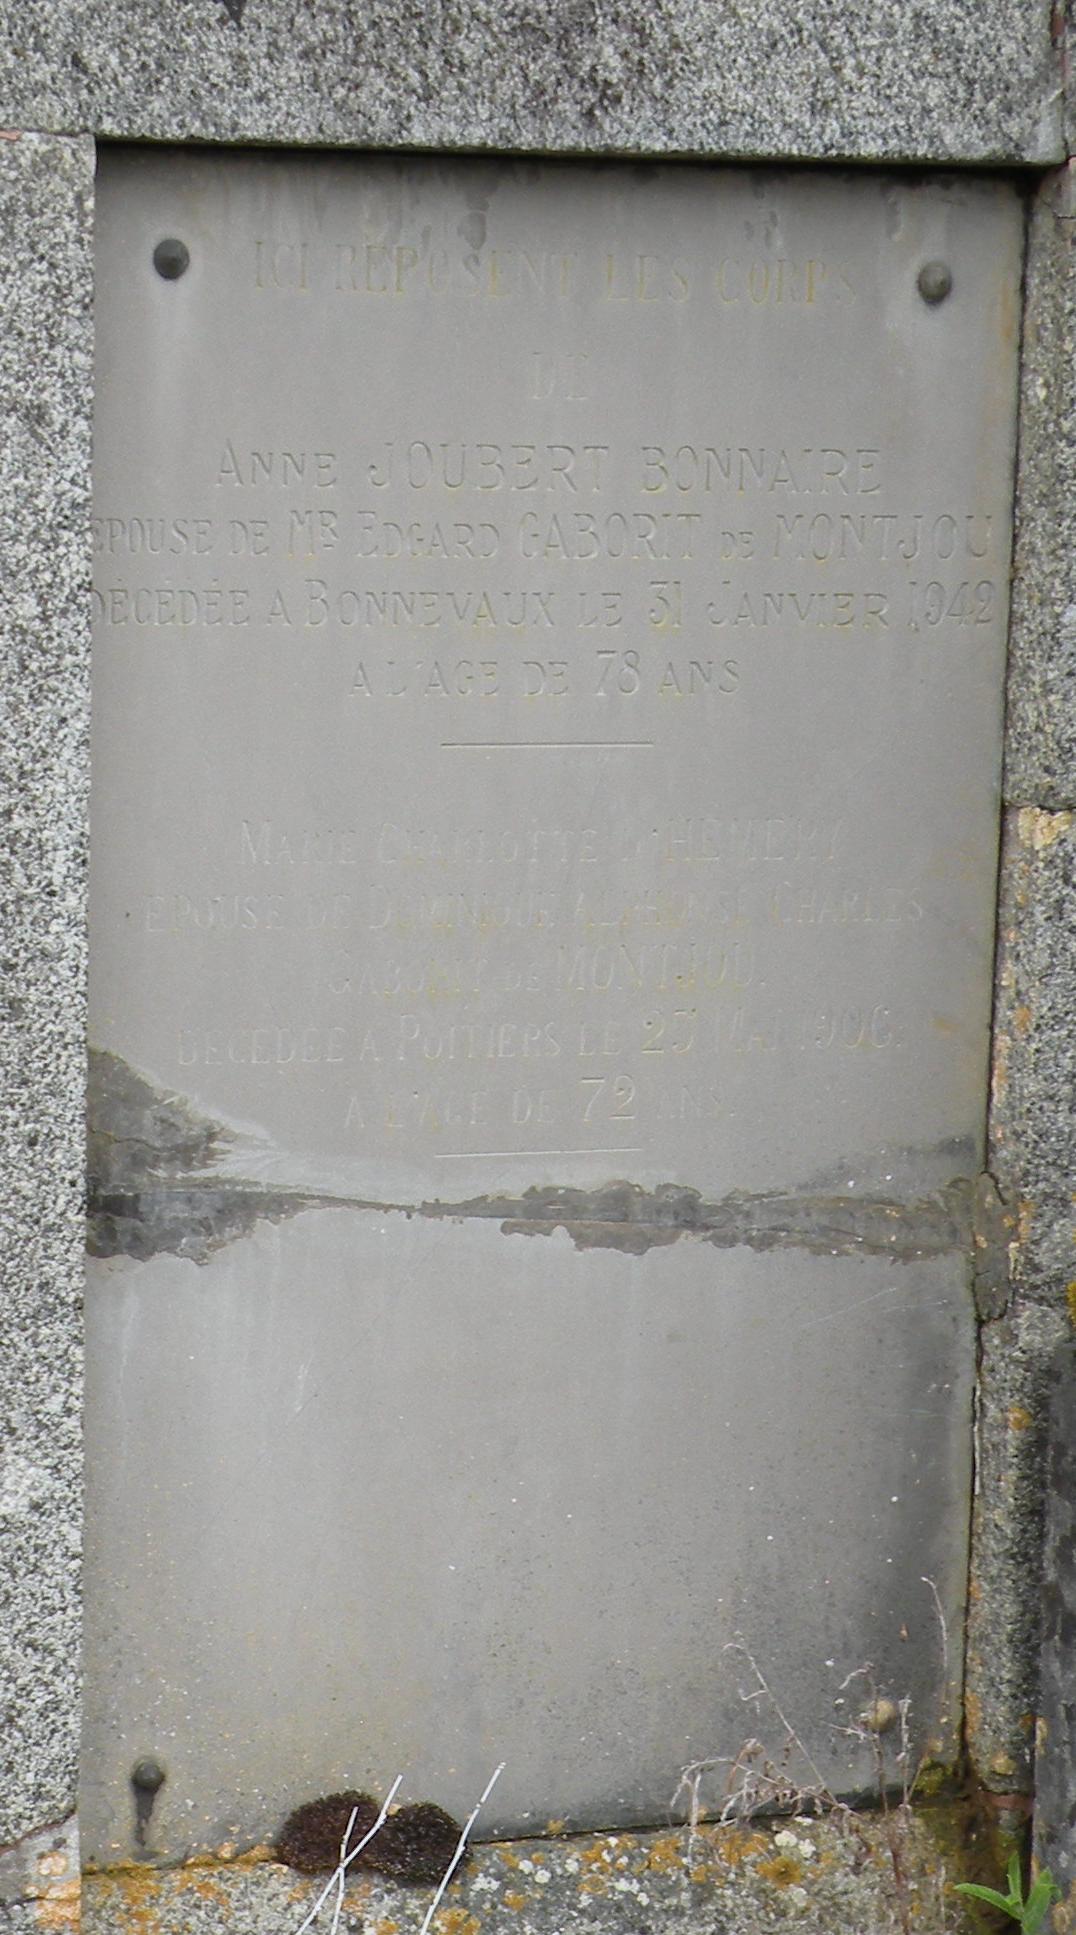 ICI REPOSENT LES CORPS
DE
ANNE JOUBERT BONNAIRE
EPOUSE DE MR EDGARD GABORIT DE MONTJOU
DÉCÉDÉE A BONNEVAUX LE 31 JANVIER 1942
A L'AGE DE 78 ANS
MARIE CHARLOTTE D'HEMERY
EPOUSE DE DOMINIQUE ALPHONSE CHARLES
GABORIT DE MONTJOU.
DÉCÉDÉE A POITIERS LE MAI 1906.
A L'AGE DE 72 ANS.